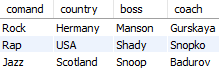 comand country boss coach
Rock Hermany Manson Gurskaya
Rap USA Shady Snopko
Jazz Scotland Snoop Badurov